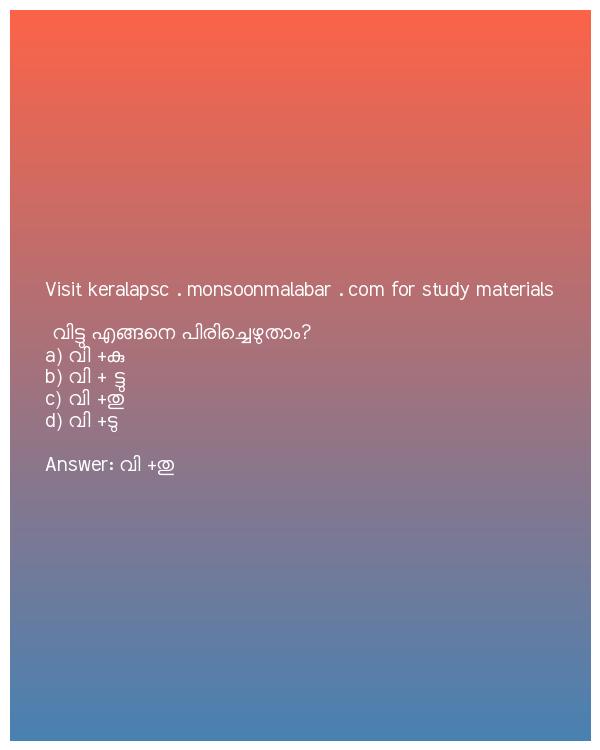 Visit keralapsc . monsoonmalabar . com for study materials
വിട്ടു എങ്ങനെ പിരിച്ചെഴുതാം?
a) വി +കു
b) വി + ട്ടു
c) വി +തു
d) വി +ടു
Answer: വി +തു